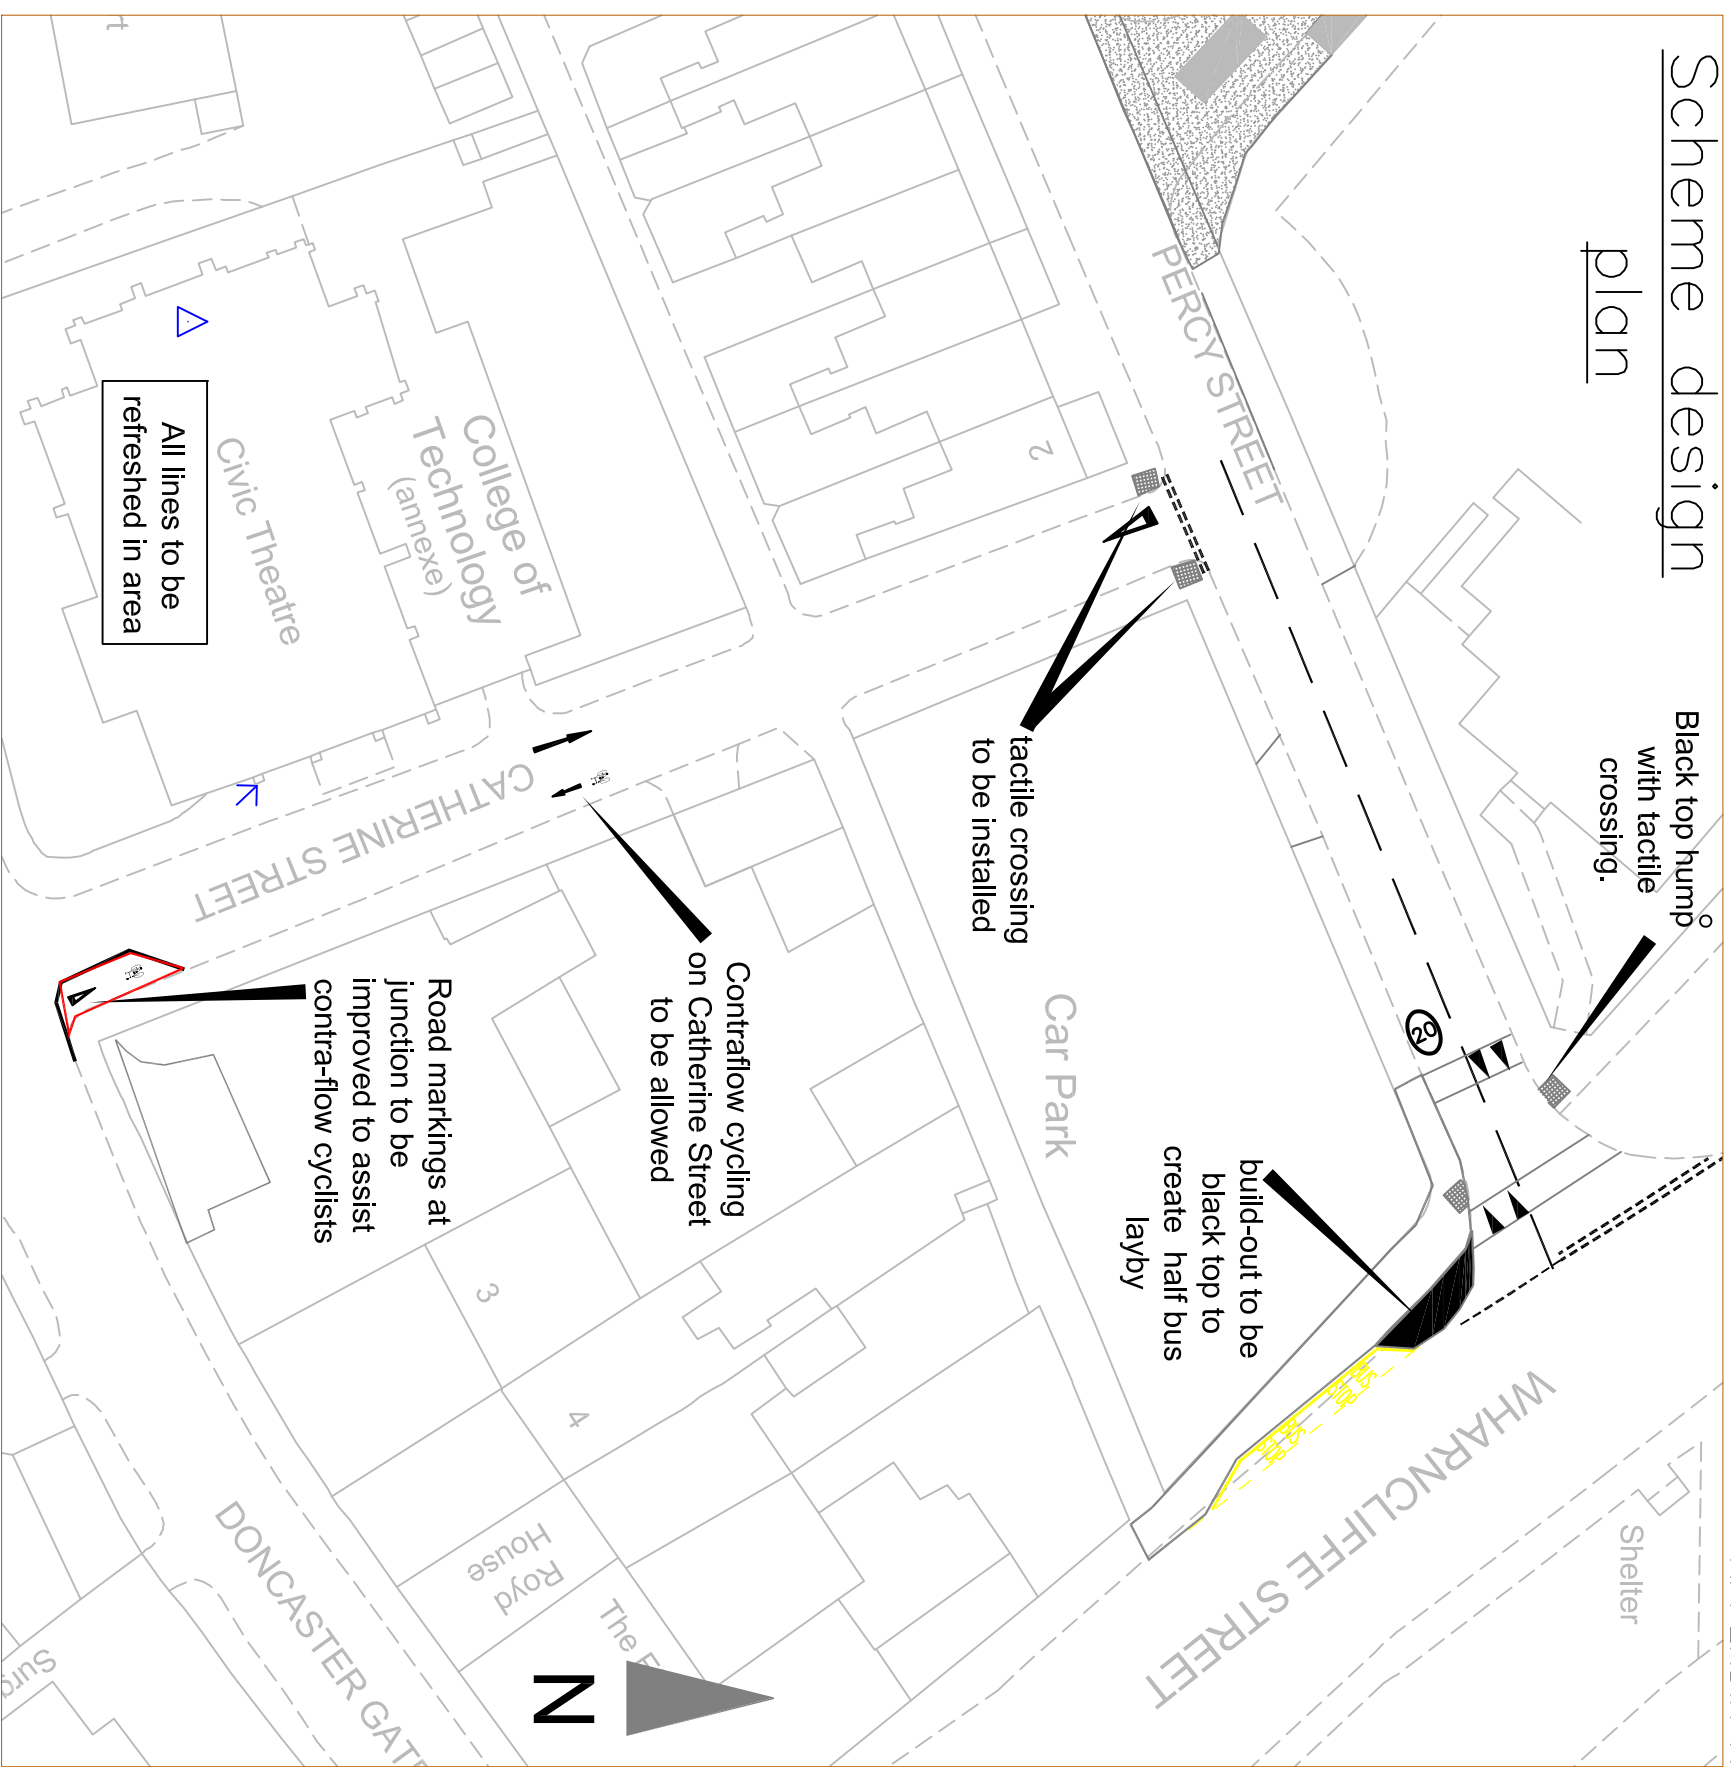 Scheme design
plan
Black top hump
with tactile
crossing.
PERCY STREET
20
2
tactile crossing
to be installed
build-out to be
black top to
create half bus
layby
WHARNCLIFFE STREET
Shelter
Car Park
College of
Technology
(annexe)
Civic Theatre
All lines to be
refreshed in area
CATHERINE STREET
Contraflow cycling
on Catherine Street
to be allowed
Road markings at
junction to be
improved to assist
contra-flow cyclists
3
4
Royd
House
The
DONCASTER GATE
N